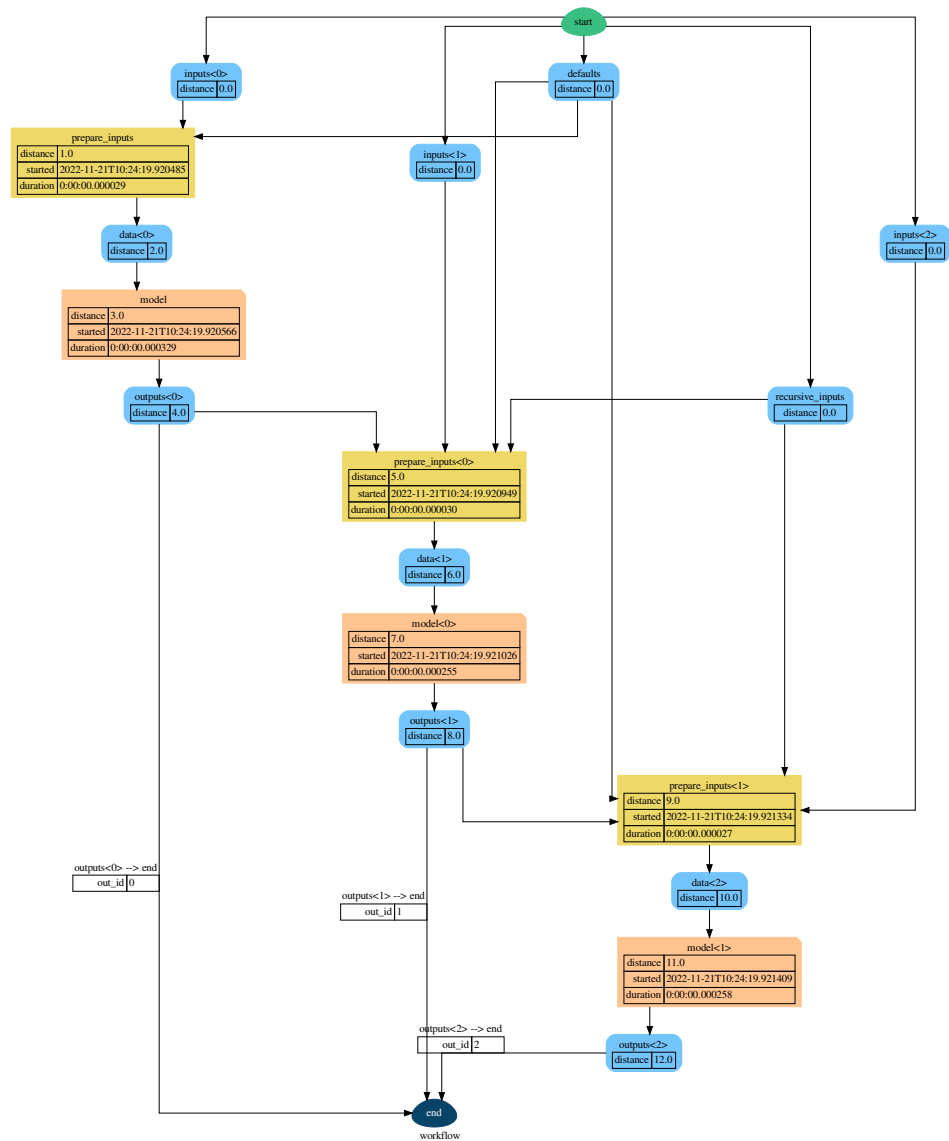 start
inputs<0>
distance 0.0
defaults
distance 0.0
prepare_inputs
distance 1.0
started 2022-11-21T10:24:19.920485
duration 0:00:00.000029
inputs<1>
distance 0.0
data<0>
distance 2.0
inputs<2>
distance 0.0
model
distance 3.0
started 2022-11-21T10:24:19.920566
duration 0:00:00.000329
outputs<0>
distance 4.0
recursive_inputs
distance 0.0
prepare_inputs<0>
distance 5.0
started 2022-11-21T10:24:19.920949
duration 0:00:00.000030
data<1>
distance 6.0
model<0>
distance 7.0
started 2022-11-21T10:24:19.921026
duration 0:00:00.000255
outputs<1>
distance 8.0
prepare_inputs<1>
distance 9.0
started 2022-11-21T10:24:19.921334
duration 0:00:00.000027
outputs<0> --> end
out_id 0
data<2>
distance 10.0
outputs<1> --> end
out_id 1
model<1>
distance 11.0
started 2022-11-21T10:24:19.921409
duration 0:00:00.000258
outputs<2> --> end
out_id 2
outputs<2>
distance 12.0
end
workflow